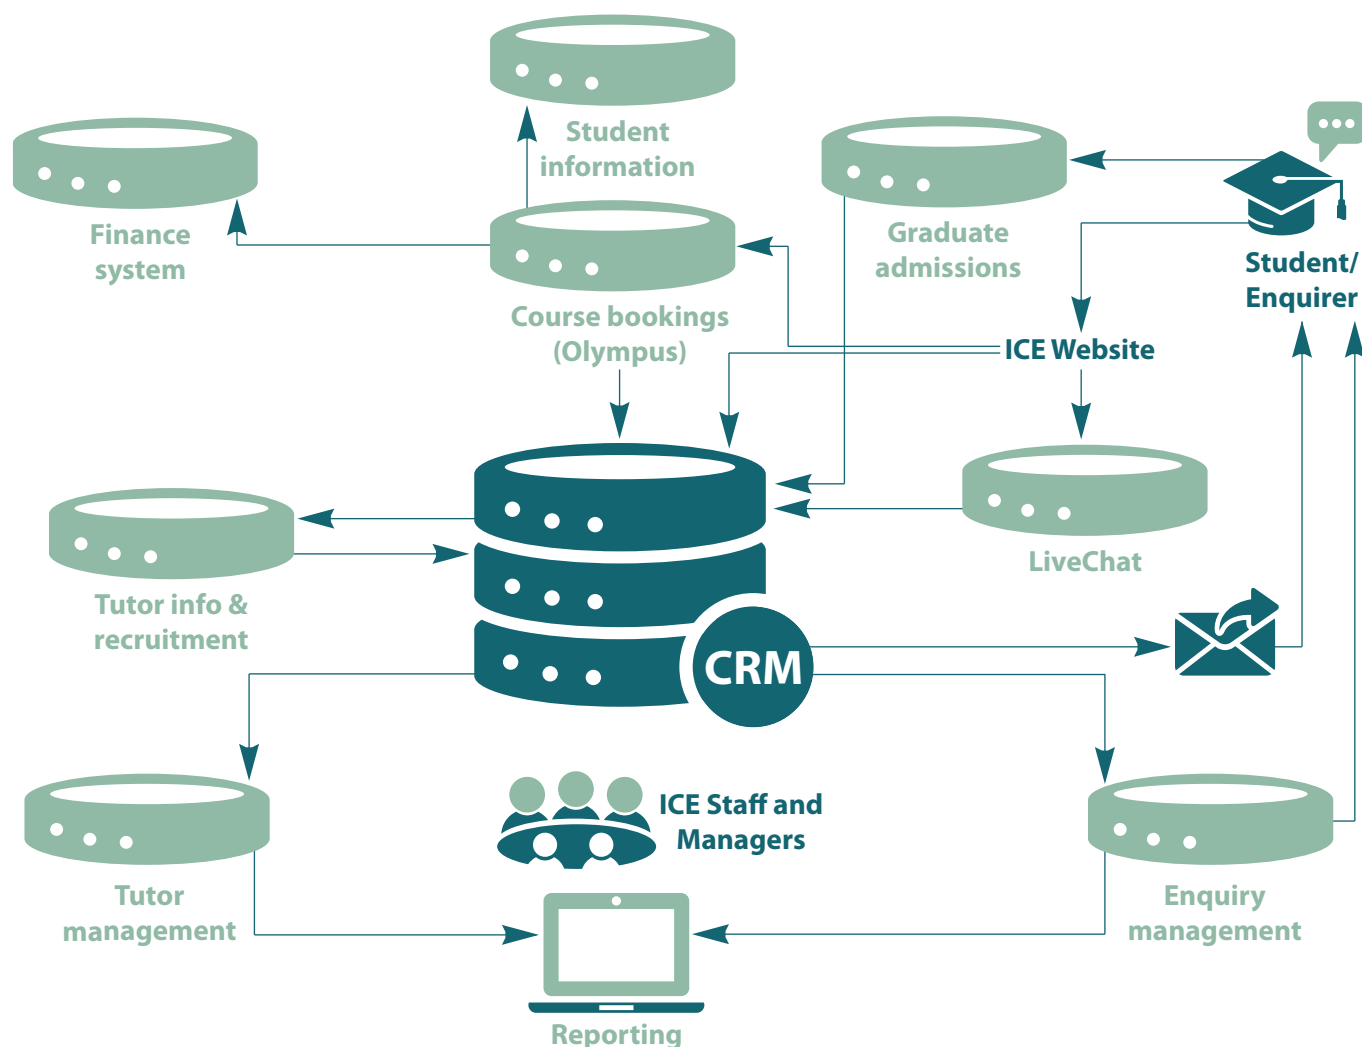 Student
information
Finance
system
Graduate
admissions
Student/
Enquirer
Course bookings
(Olympus)
ICE Website
LiveChat
Tutor info &
recruitment
CRM
ICE Staff and
Managers
Tutor
management
Enquiry
management
Reporting